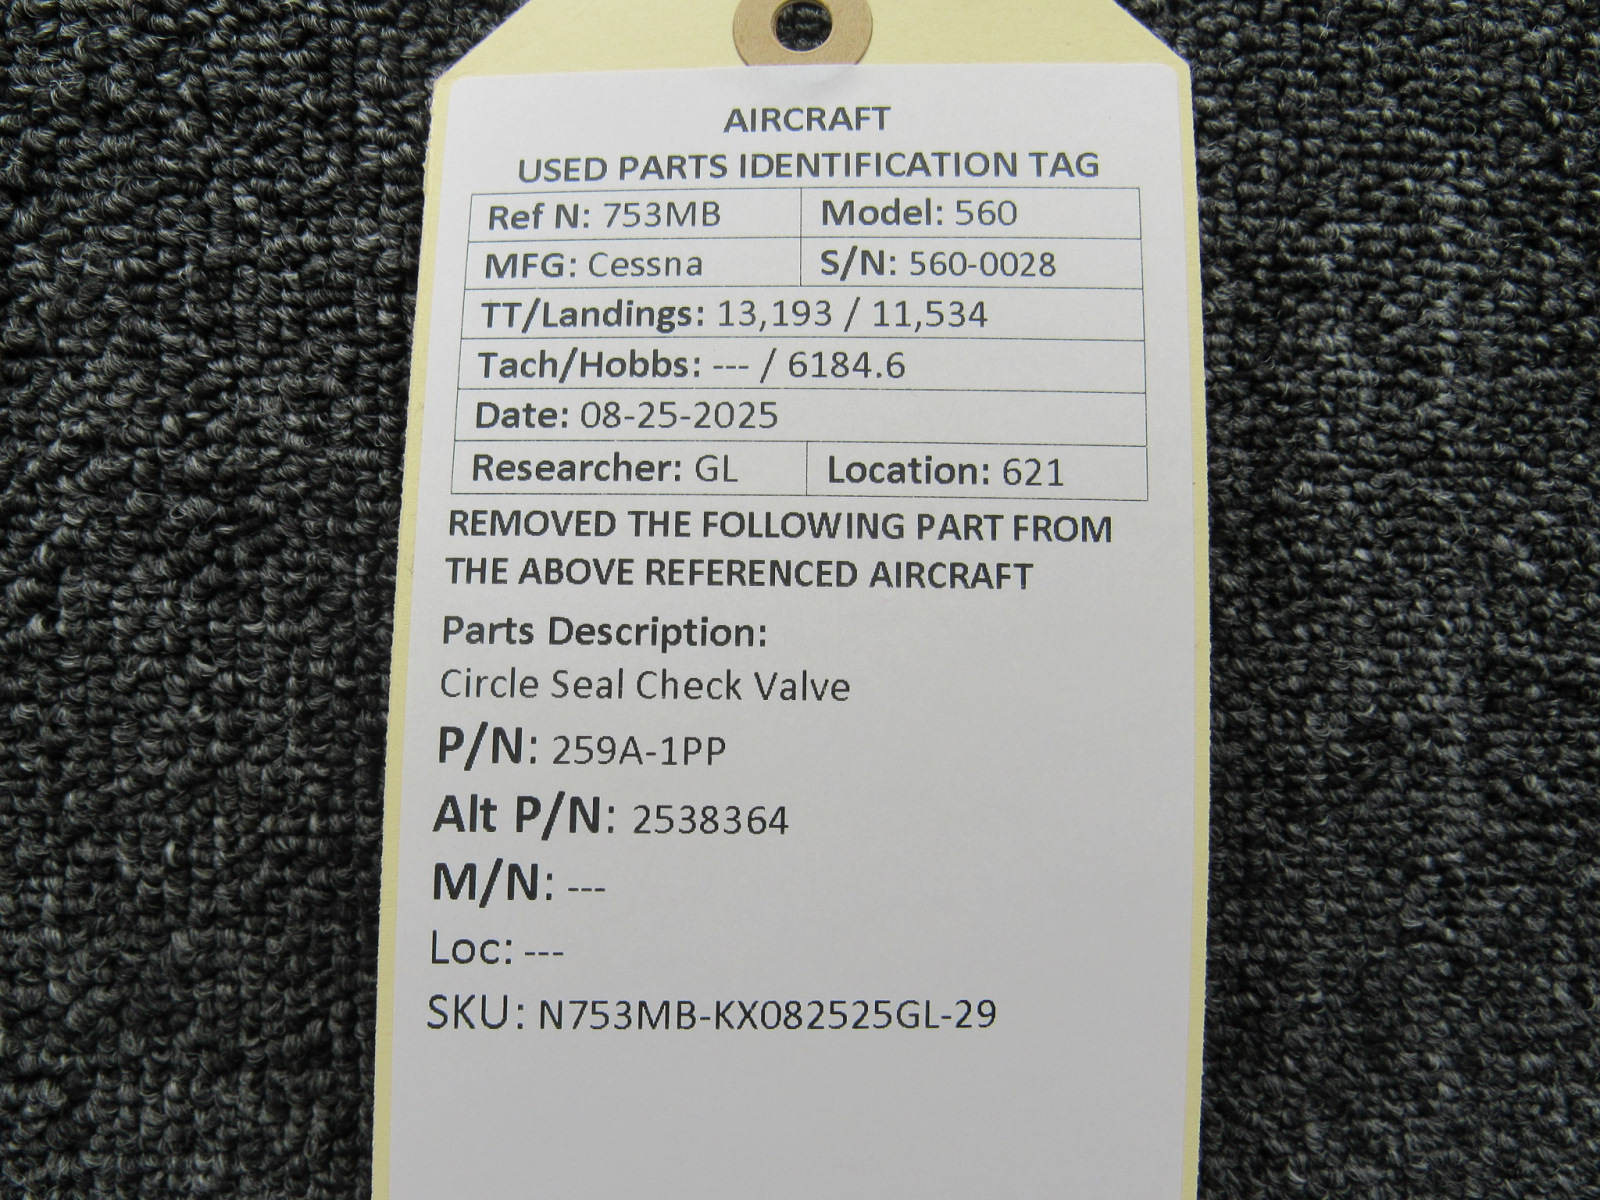 AIRCRAFT
USED PARTS IDENTIFICATION TAG
Ref N: 753MB Model: 560
MFG: Cessna S/N: 560-0028
TT/Landings: 13,193 / 11,534
Tach/Hobbs: --- / 6184.6
Date: 08-25-2025
Researcher: GL Location: 621
REMOVED THE FOLLOWING PART FROM
THE ABOVE REFERENCED AIRCRAFT
Parts Description:
Circle Seal Check Valve
P/N: 259A-1PP
Alt P/N: 2538364
M/N: ---
Loc: ---
SKU: N753MB-KX082525GL-29